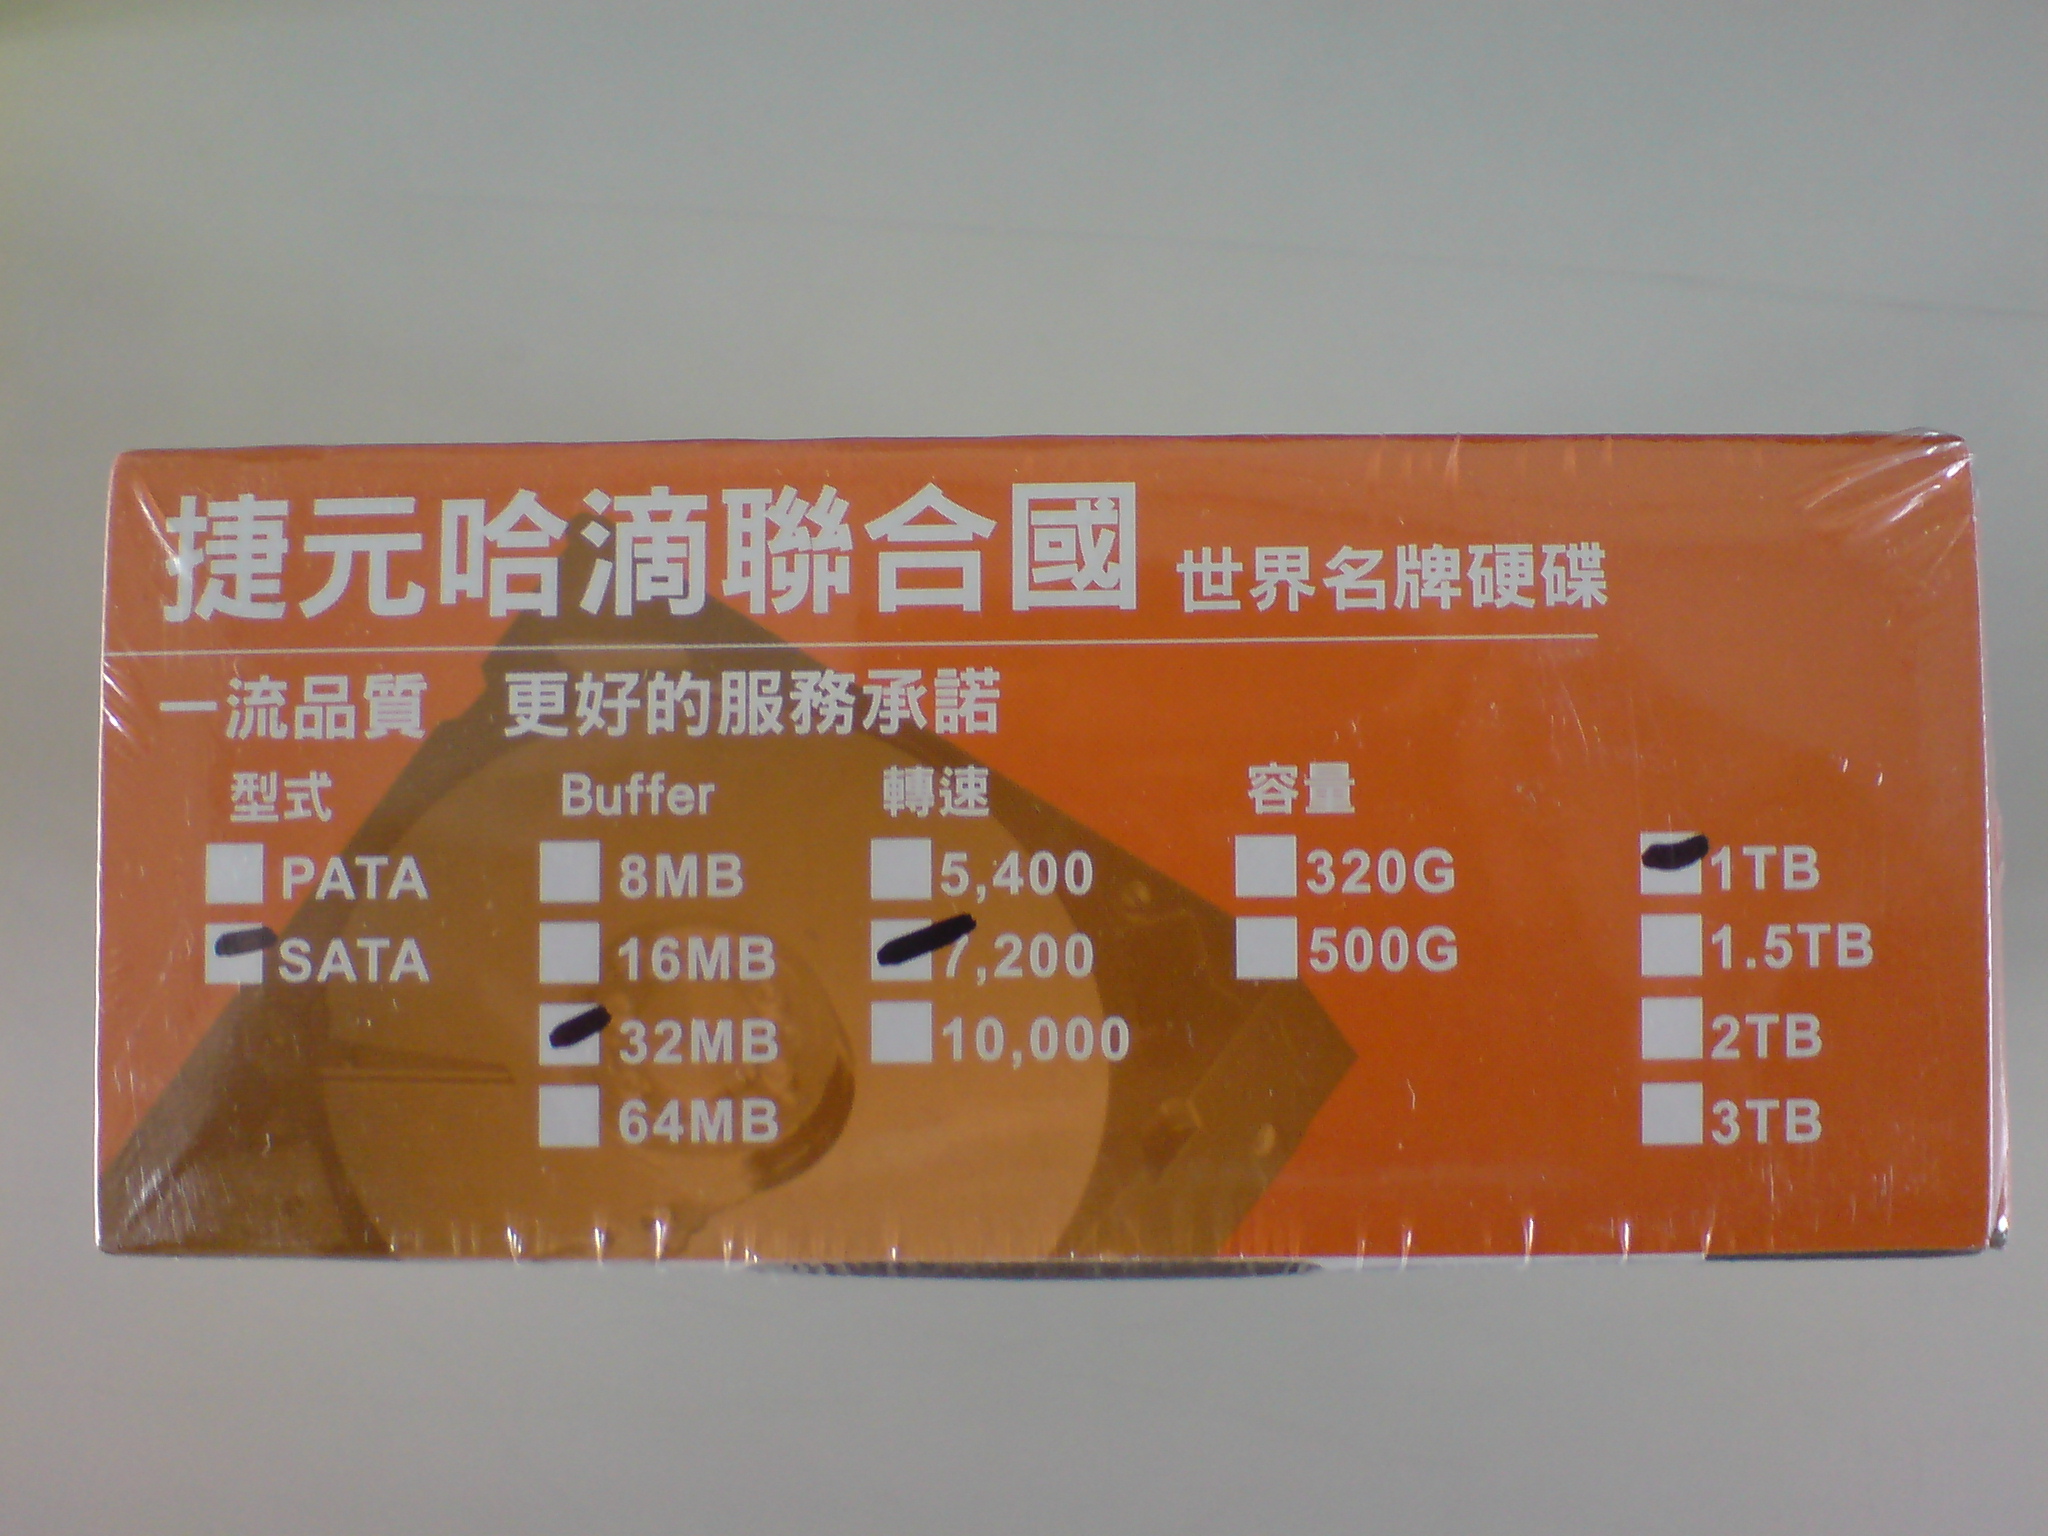 捷元哈滴聯合國 世界名牌硬碟
一流品質 更好的服務承諾
型式 Buffer 轉速 容量
PATA 8MB 5,400 320G 1TB
SATA 16MB 7,200 500G 1.5TB
32MB 10,000 2TB
64MB 3TB